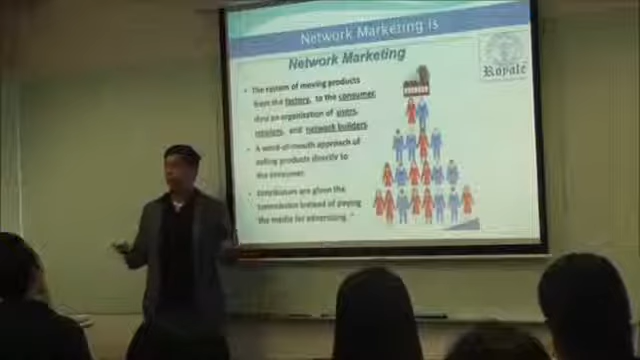 Network Marketing is
Network Marketing
Royalé
• The system of moving products
from the factory, to the consumer,
thru an organization of users,
retailers, and network builders.
• A word-of-mouth approach of
selling products directly to
the consumer.
• Distributors are given the
commission instead of paying
the media for advertising. "